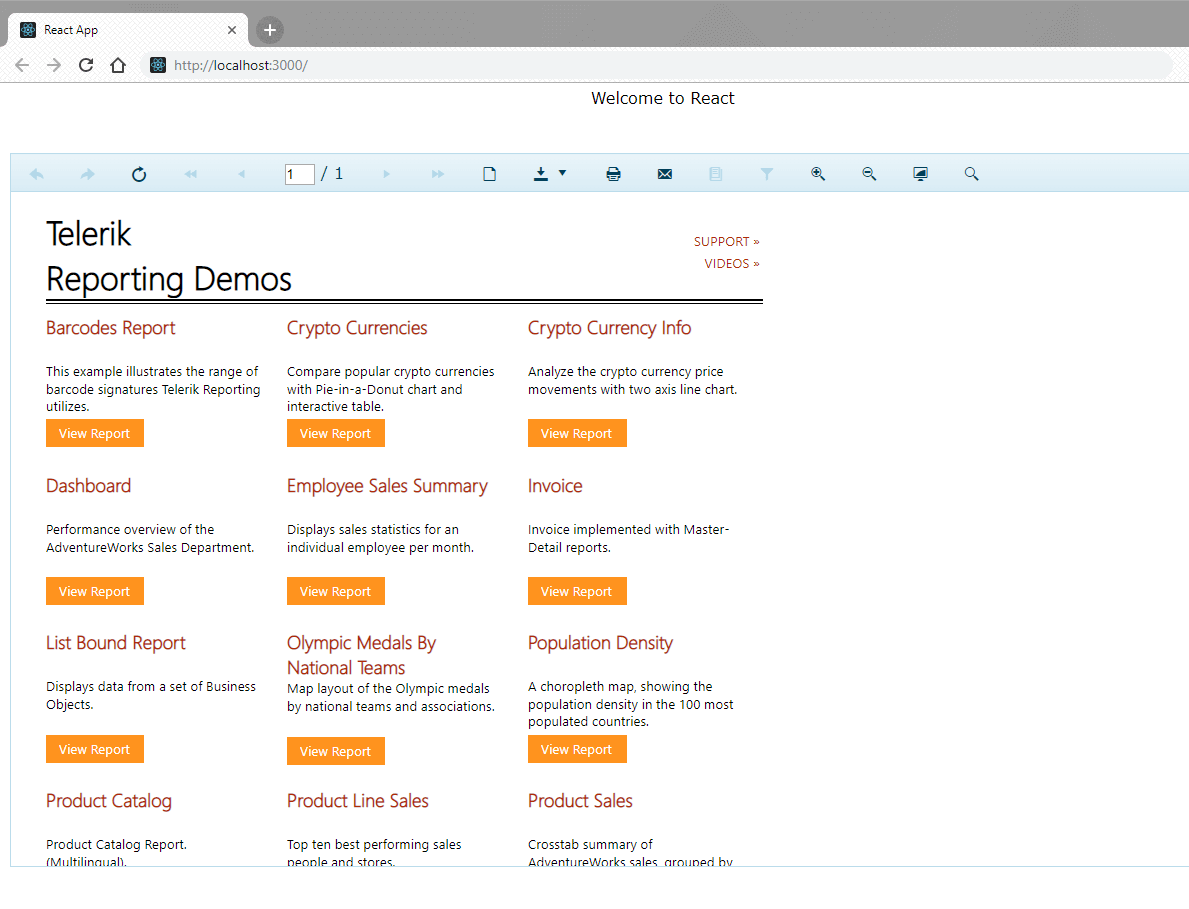 React App
http://localhost:3000/
Welcome to React
1 / 1
Telerik
Reporting Demos
SUPPORT »
VIDEOS »
Barcodes Report
This example illustrates the range of
barcode signatures Telerik Reporting
utilizes.
View Report
Crypto Currencies
Compare popular crypto currencies
with Pie-in-a-Donut chart and
interactive table.
View Report
Crypto Currency Info
Analyze the crypto currency price
movements with two axis line chart.
View Report
Dashboard
Performance overview of the
AdventureWorks Sales Department.
View Report
Employee Sales Summary
Displays sales statistics for an
individual employee per month.
View Report
Invoice
Invoice implemented with Master-
Detail reports.
View Report
List Bound Report
Displays data from a set of Business
Objects.
View Report
Olympic Medals By
National Teams
Map layout of the Olympic medals
by national teams and associations.
View Report
Population Density
A choropleth map, showing the
population density in the 100 most
populated countries.
View Report
Product Catalog
Product Catalog Report.
(Multilingual).
Product Line Sales
Top ten best performing sales
people and stores.
Product Sales
Crosstab summary of
AdventureWorks sales, grouped by